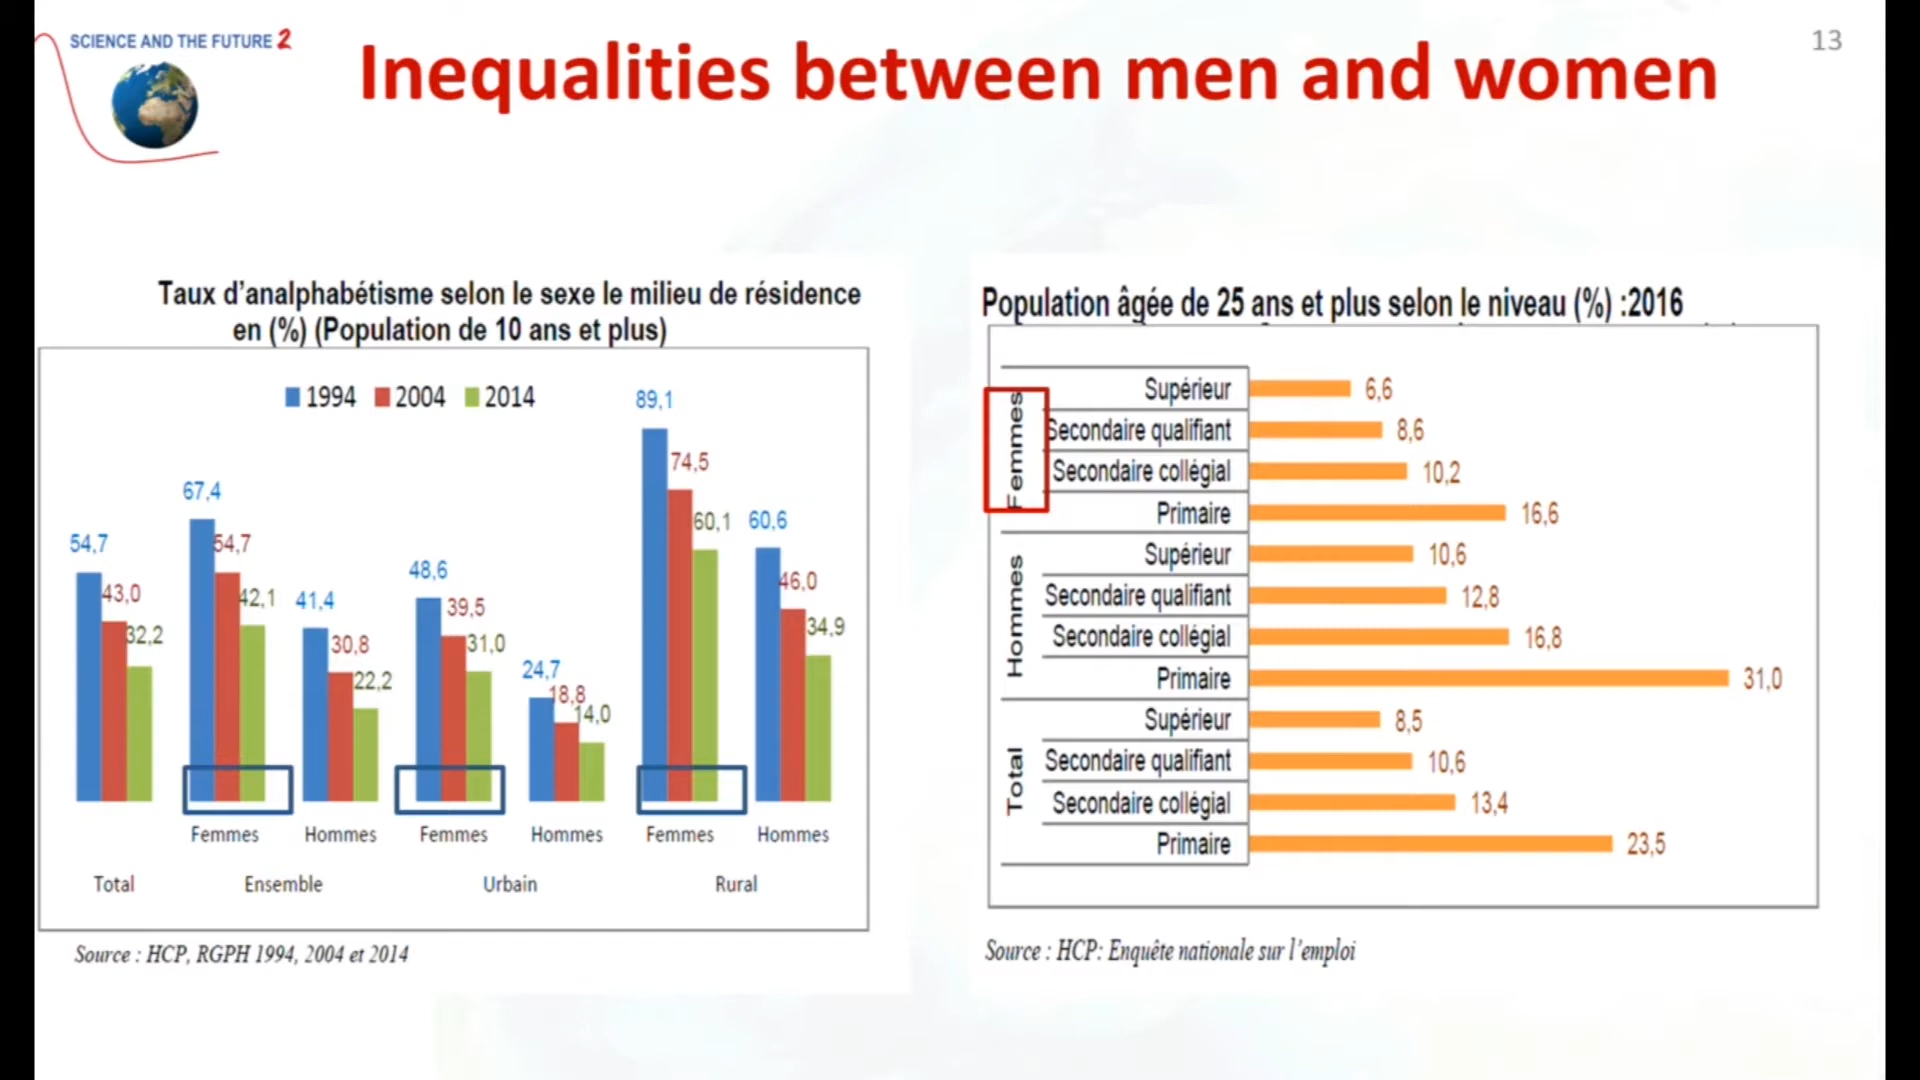 SCIENCE AND THE FUTURE 2
Inequalities between men and women
13
Taux d'analphabétisme selon le sexe le milieu de résidence
en (%) (Population de 10 ans et plus)
1994 2004 2014
54,7
43,0
32,2
67,4
54,7
42,1
41,4
30,8
22,2
48,6
39,5
31,0
24,7
18,8
14,0
89,1
74,5
60,1
60,6
46,0
34,9
Femmes Hommes Femmes Hommes Femmes Hommes
Total Ensemble Urbain Rural
Source : HCP, RGPH 1994, 2004 et 2014
Population âgée de 25 ans et plus selon le niveau (%) :2016
Femmes
Supérieur 6,6
Secondaire qualifiant 8,6
Secondaire collégial 10,2
Primaire 16,6
Hommes
Supérieur 10,6
Secondaire qualifiant 12,8
Secondaire collégial 16,8
Primaire 31,0
Total
Supérieur 8,5
Secondaire qualifiant 10,6
Secondaire collégial 13,4
Primaire 23,5
Source : HCP: Enquête nationale sur l'emploi